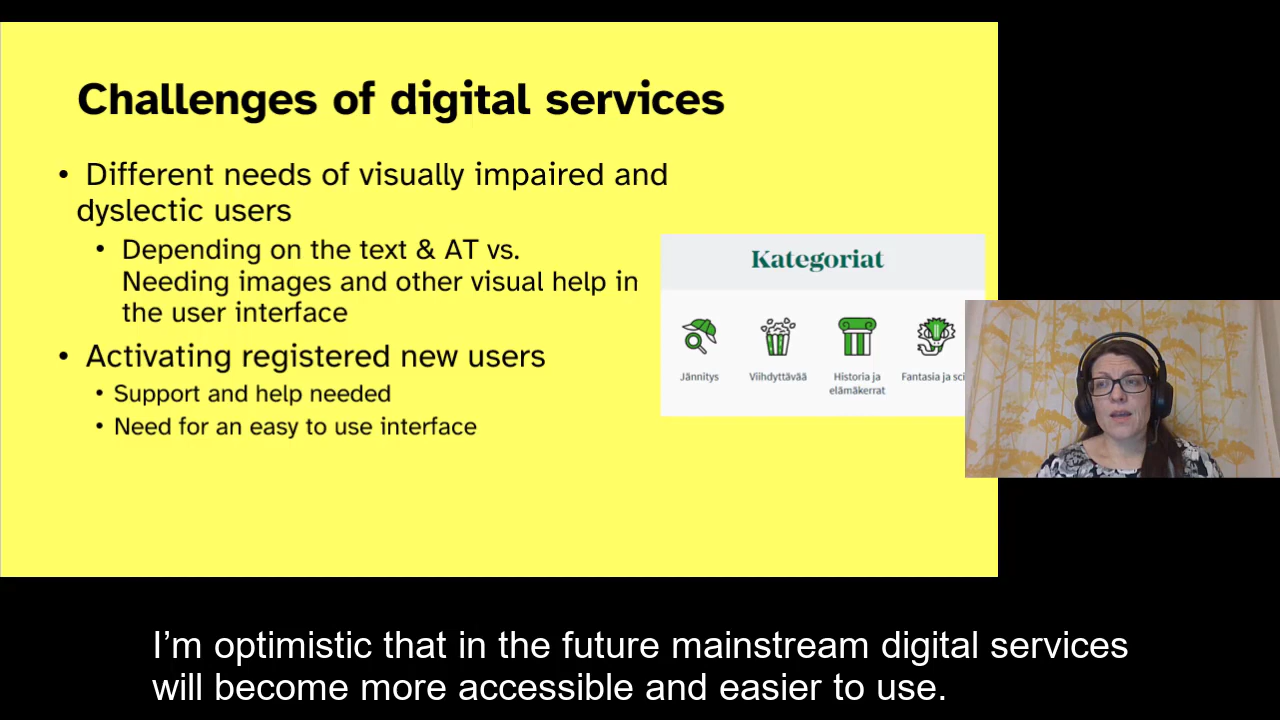 Challenges of digital services
• Different needs of visually impaired and
dyslectic users
• Depending on the text & AT vs.
Needing images and other visual help in
the user interface
• Activating registered new users
• Support and help needed
• Need for an easy to use interface
Kategoriat
Jännitys
Viihdyttävää
Historia ja
elämäkerrat
Fantasia ja sci
I’m optimistic that in the future mainstream digital services
will become more accessible and easier to use.